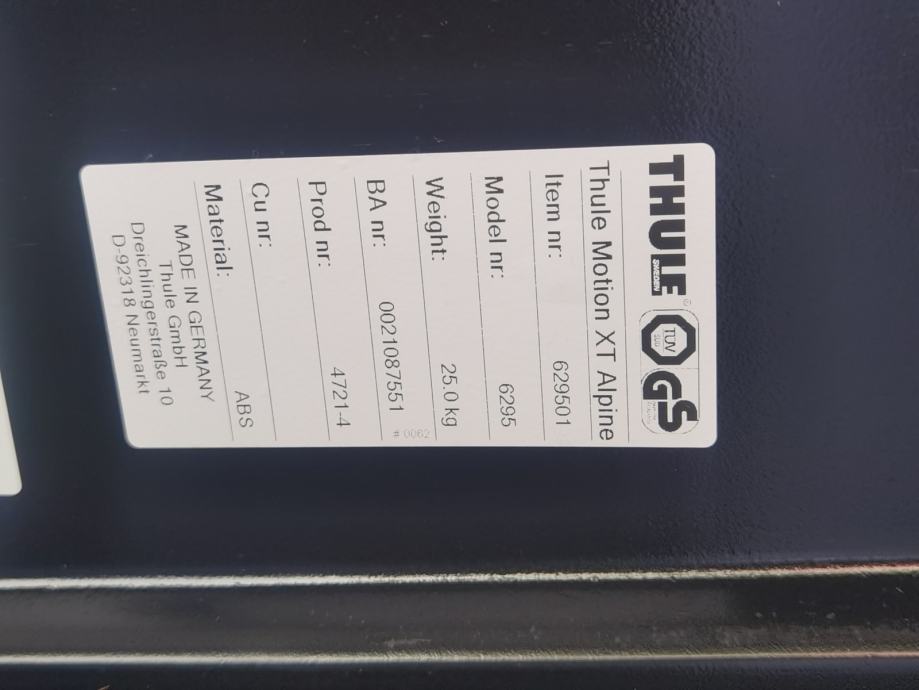 THULE
SWEDEN
®
TÜV
SÜD
GS
Thule Motion XT Alpine
Item nr: 629501
Model nr: 6295
Weight: 25.0 kg
# 0062
BA nr: 0021087551
Prod nr: 4721-4
Cu nr:
Material: ABS
MADE IN GERMANY
Thule GmbH
Dreichlingerstraße 10
D-92318 Neumarkt